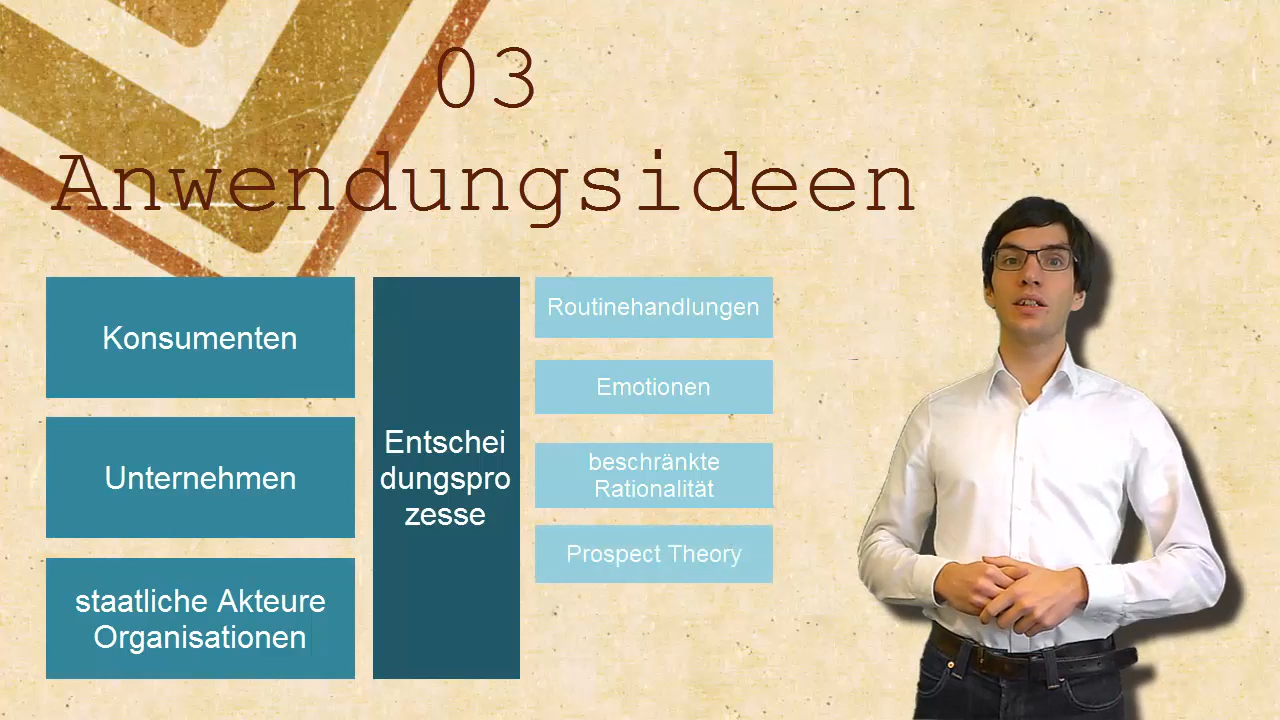 03
Anwendungsideen
Konsumenten
Unternehmen
staatliche Akteure
Organisationen
Entschei
dungspro
zesse
Routinehandlungen
Emotionen
beschränkte
Rationalität
Prospect Theory